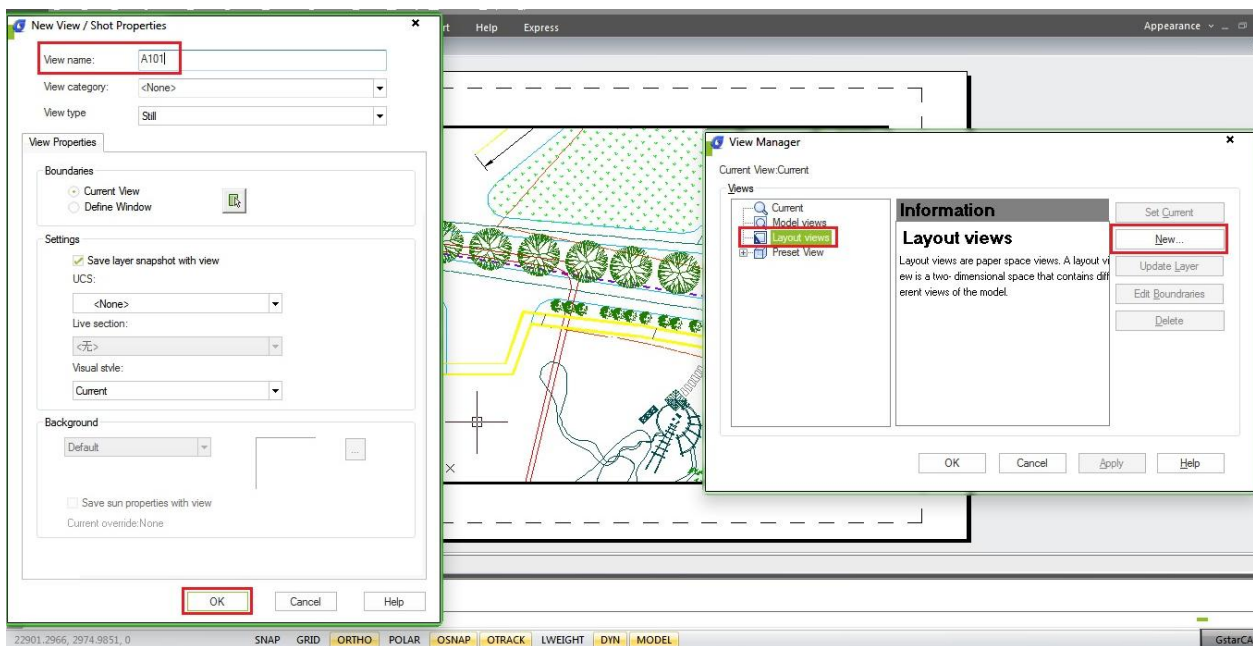 New View / Shot Properties
View name: A101
View category: <None>
View type Still
View Properties
Boundaries
Current View
Define Window
Settings
Save layer snapshot with view
UCS:
<None>
Live section:
<无>
Visual style:
Current
Background
Default
...
Save sun properties with view
Current override:None
OK Cancel Help
rt Help Express
Appearance
View Manager
Current View:Current
Views
Current
Model views
Layout views
Preset View
Information
Layout views
Layout views are paper space views. A layout vi
ew is a two- dimensional space that contains diff
erent views of the model.
Set Current
New...
Update Layer
Edit Boundraries
Delete
OK Cancel Apply Help
22901.2966, 2974.9851, 0 SNAP GRID ORTHO POLAR OSNAP OTRACK LWEIGHT DYN MODEL GstarCA